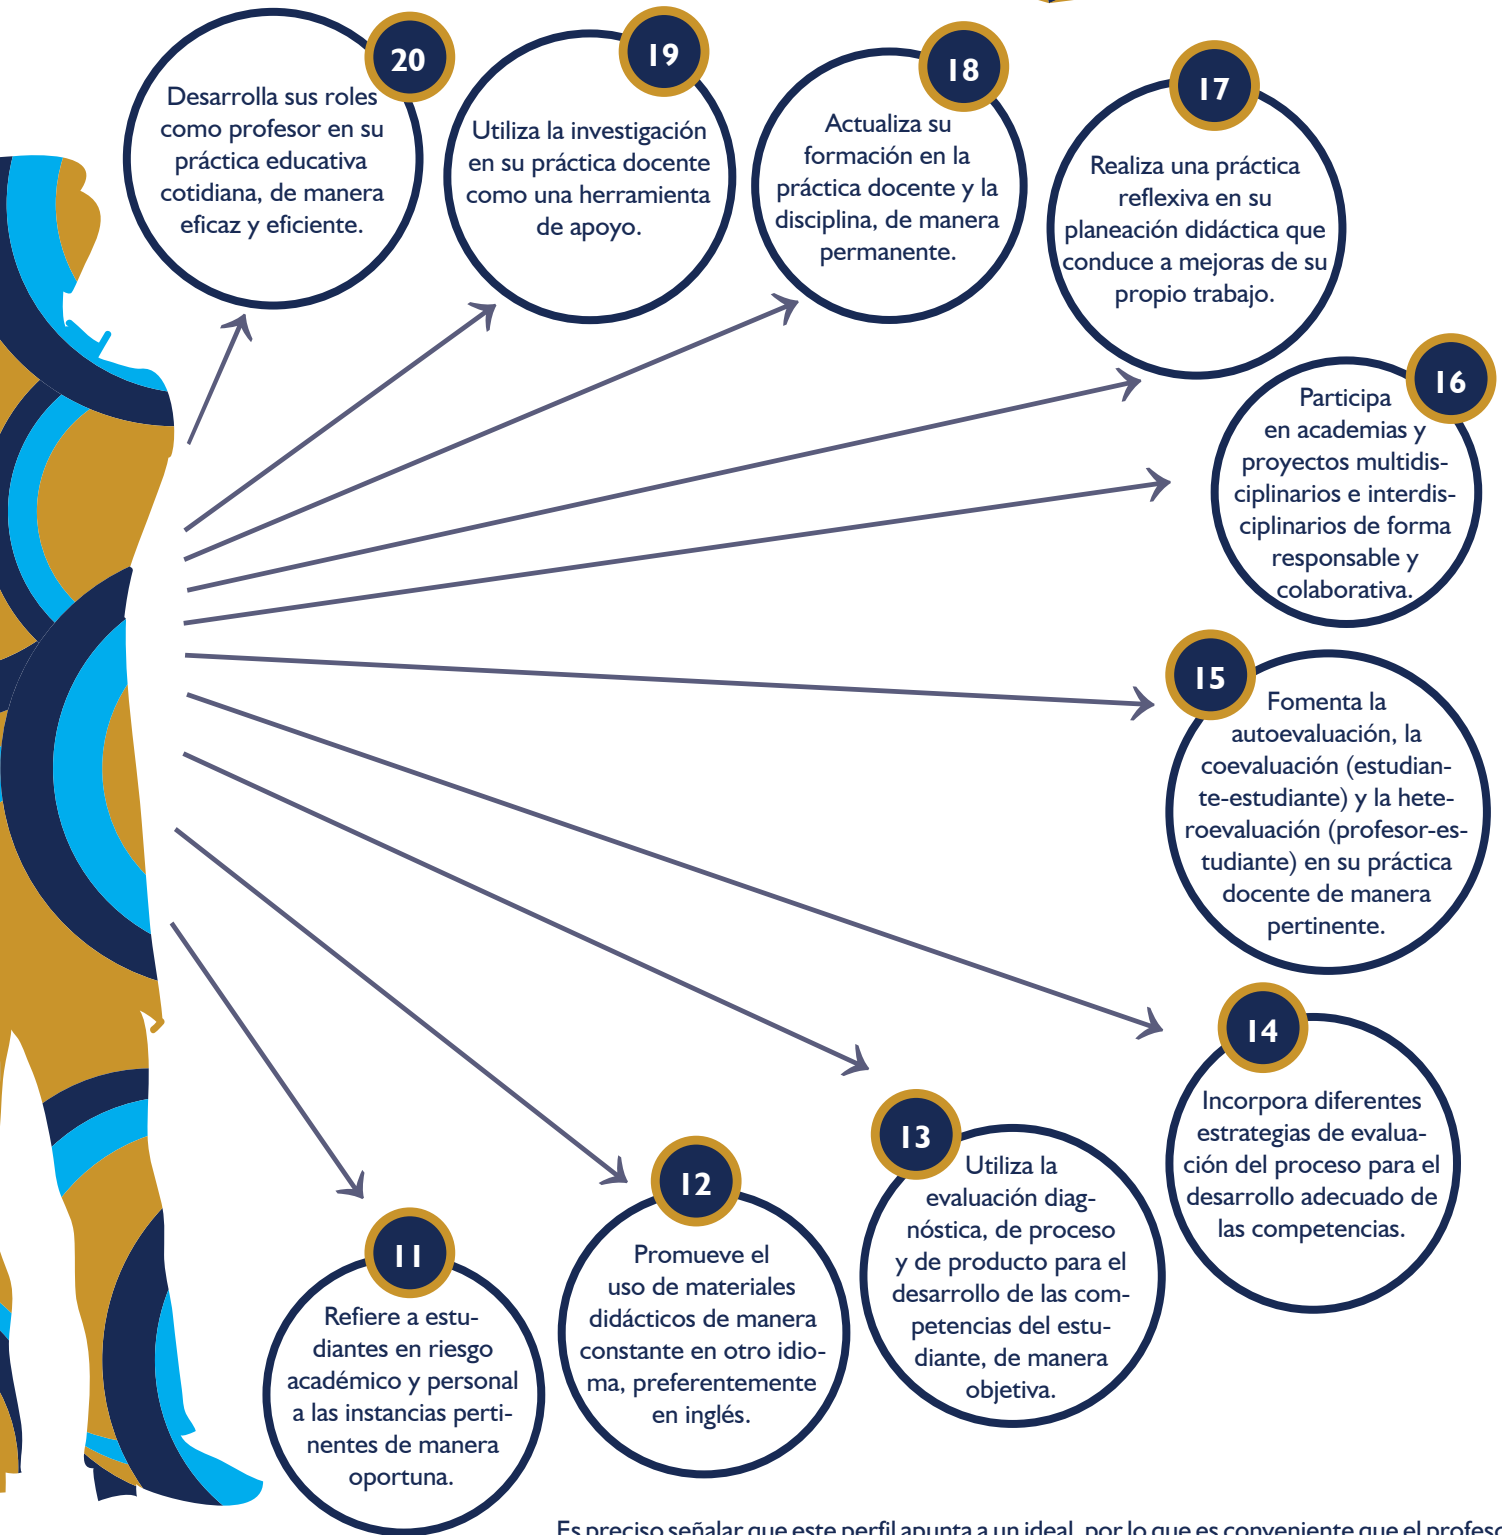 20
Desarrolla sus roles
como profesor en su
práctica educativa
cotidiana, de manera
eficaz y eficiente.
19
Utiliza la investigación
en su práctica docente
como una herramienta
de apoyo.
18
Actualiza su
formación en la
práctica docente y la
disciplina, de manera
permanente.
17
Realiza una práctica
reflexiva en su
planeación didáctica que
conduce a mejoras de su
propio trabajo.
16
Participa
en academias y
proyectos multidis-
ciplinarios e interdis-
ciplinarios de forma
responsable y
colaborativa.
15
Fomenta la
autoevaluación, la
coevaluación (estudian-
te-estudiante) y la hete-
roevaluación (profesor-es-
tudiante) en su práctica
docente de manera
pertinente.
14
Incorpora diferentes
estrategias de evalua-
ción del proceso para el
desarrollo adecuado de
las competencias.
13
Utiliza la
evaluación diag-
nóstica, de proceso
y de producto para el
desarrollo de las com-
petencias del estu-
diante, de manera
objetiva.
12
Promueve el
uso de materiales
didácticos de manera
constante en otro idio-
ma, preferentemente
en inglés.
11
Refiere a estu-
diantes en riesgo
académico y personal
a las instancias perti-
nentes de manera
oportuna.
Es preciso señalar que este perfil apunta a un ideal, por lo que es conveniente que el profeso